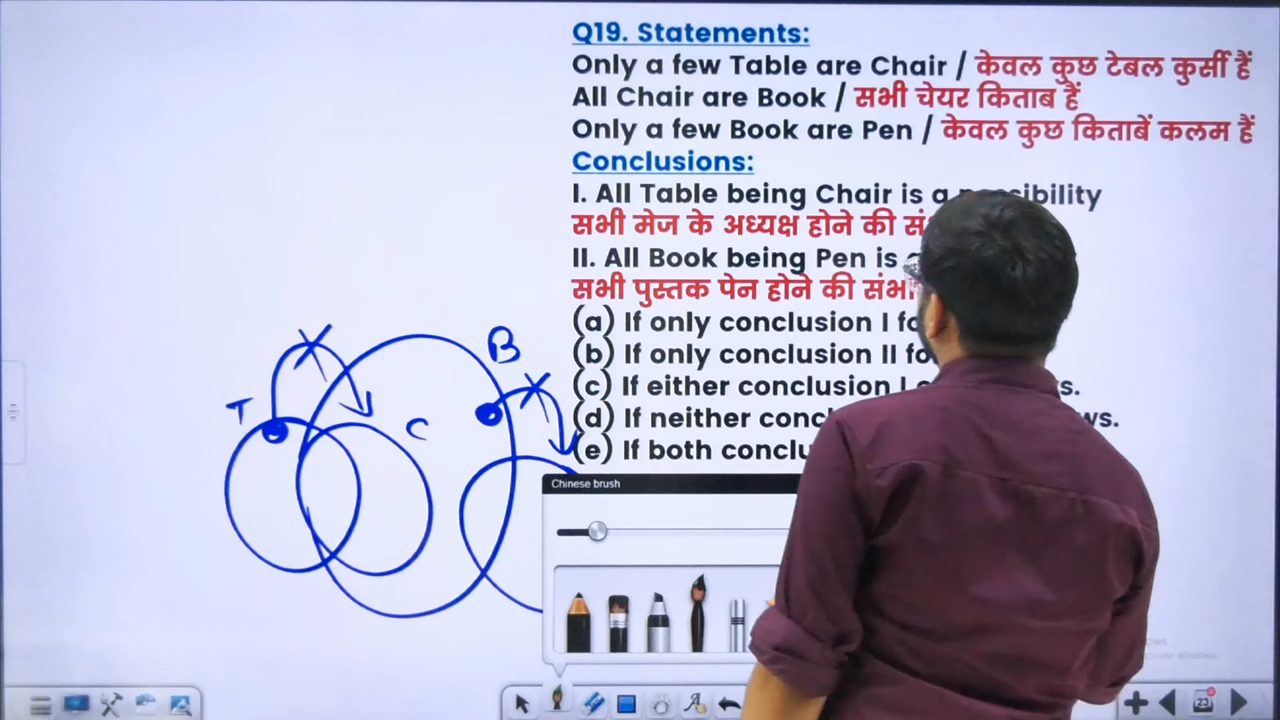 Q19. Statements:
Only a few Table are Chair / केवल कुछ टेबल कुर्सी हैं
All Chair are Book / सभी चेयर किताब हैं
Only a few Book are Pen / केवल कुछ किताबें कलम हैं
Conclusions:
I. All Table being Chair is a
सभी मेज के अध्यक्ष होने की
II. All Book being Pen is
सभी पुस्तक पेन होने की
(a) If only conclusion I
(b) If only conclusion II
(c) If either conclusion I
(d) If neither
(e) If both
T
C
B
Chinese brush
23